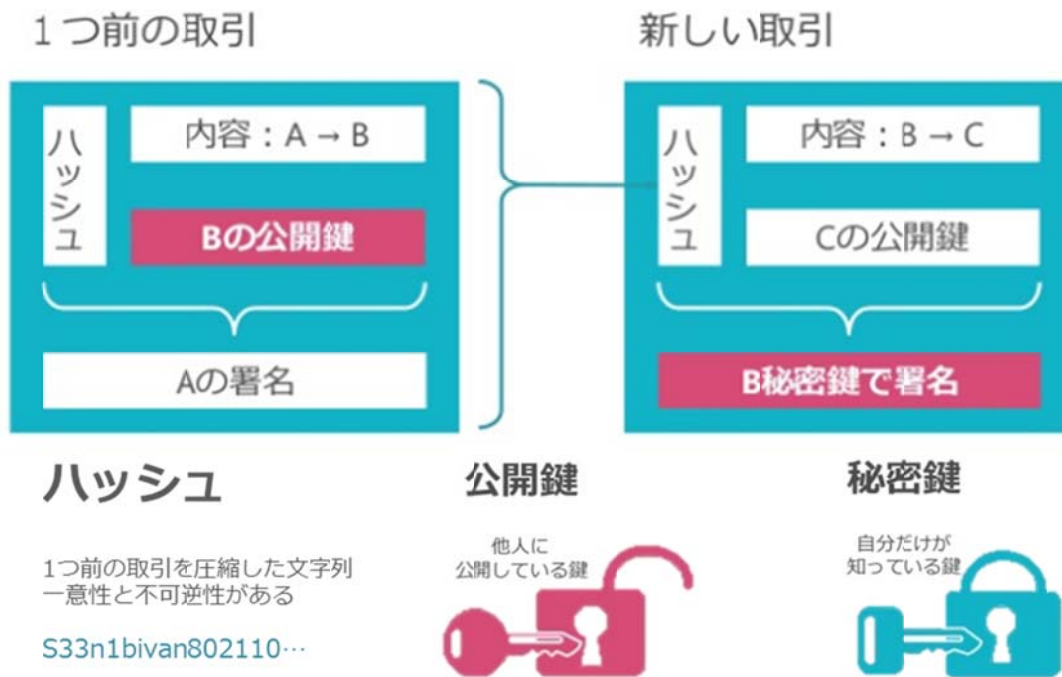 1つ前の取引
新しい取引
ハッシュ
内容：A → B
Bの公開鍵
Aの署名
ハッシュ
内容：B → C
Cの公開鍵
B秘密鍵で署名
ハッシュ
1つ前の取引を圧縮した文字列
一意性と不可逆性がある
S33n1bivan802110…
公開鍵
他人に
公開している鍵
秘密鍵
自分だけが
知っている鍵